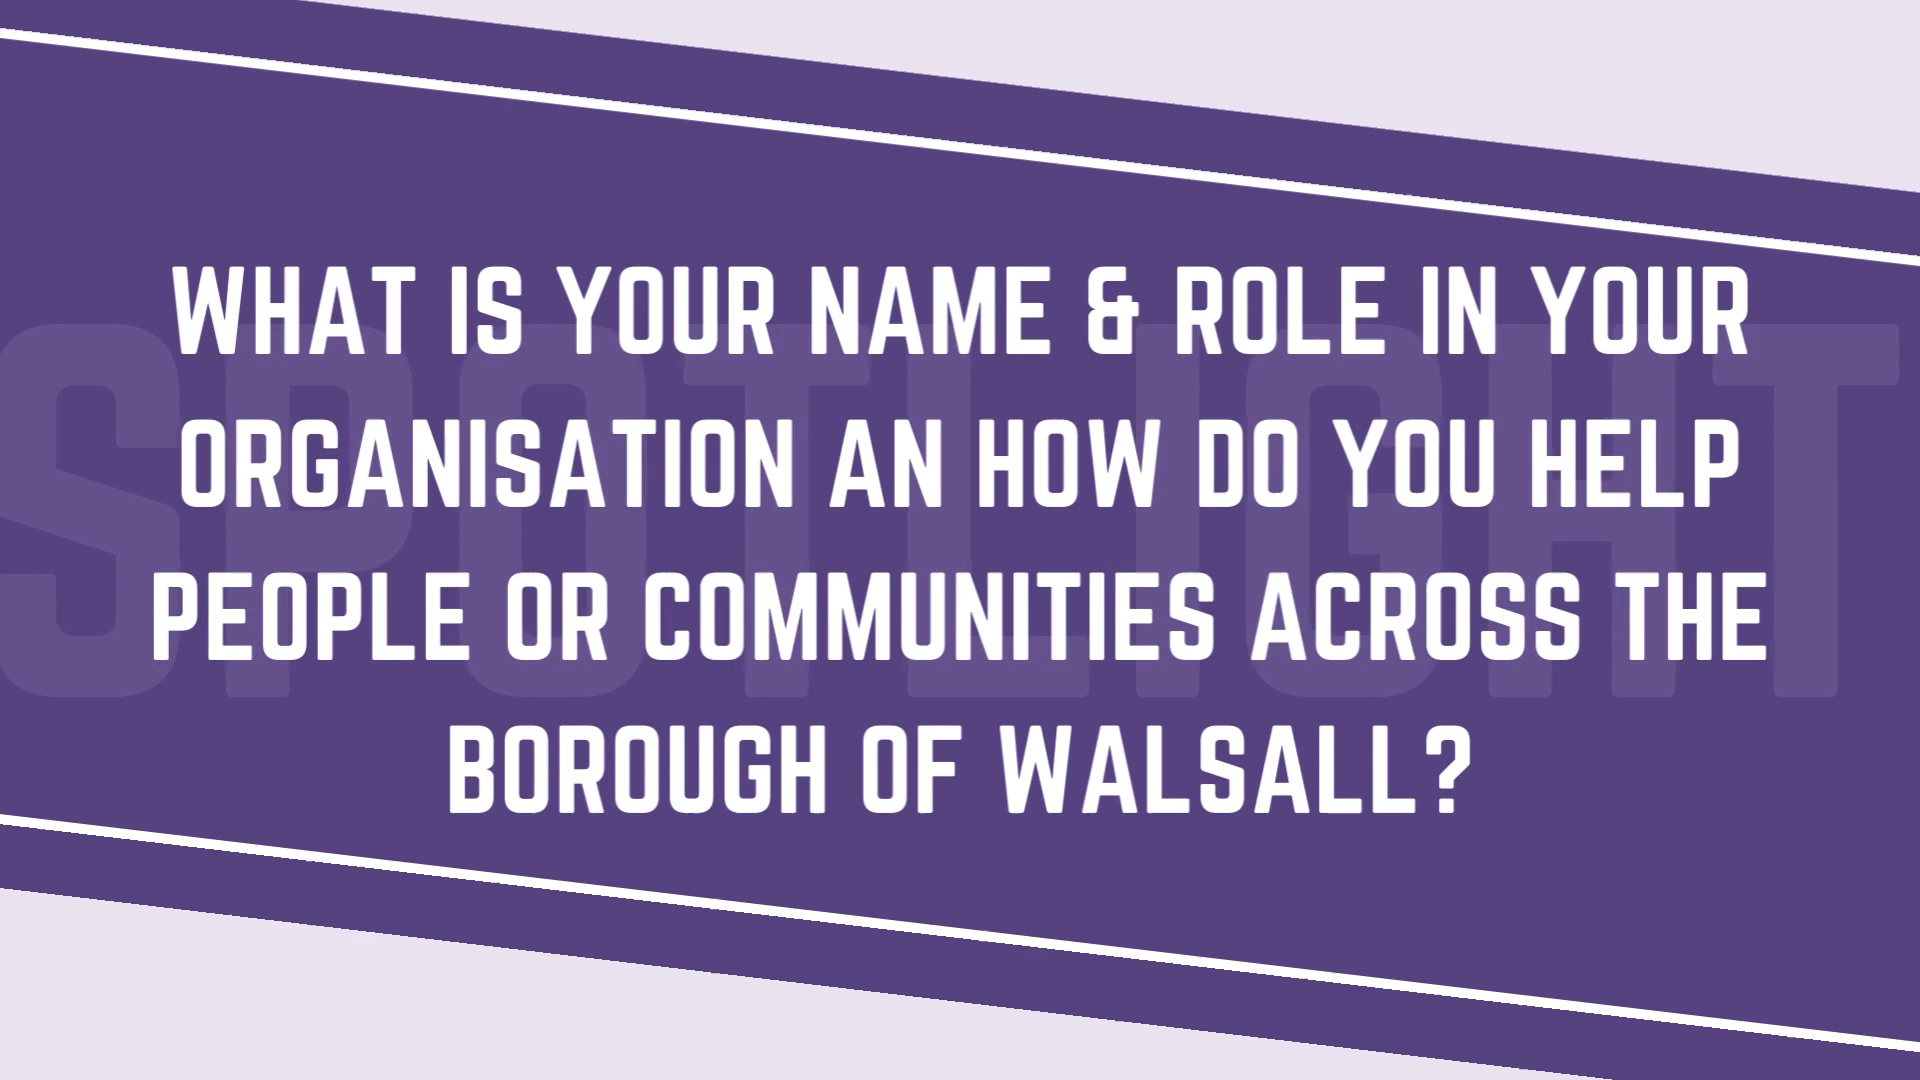 WHAT IS YOUR NAME & ROLE IN YOUR
ORGANISATION AN HOW DO YOU HELP
PEOPLE OR COMMUNITIES ACROSS THE
BOROUGH OF WALSALL?
SPOTLIGHT